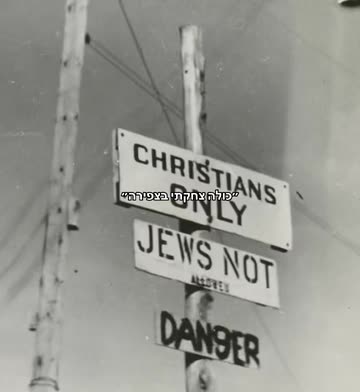 CHRISTIANS
"כולה צחקתי בצפירה"
ONLY
JEWS NOT
ALLOWED
DANGER